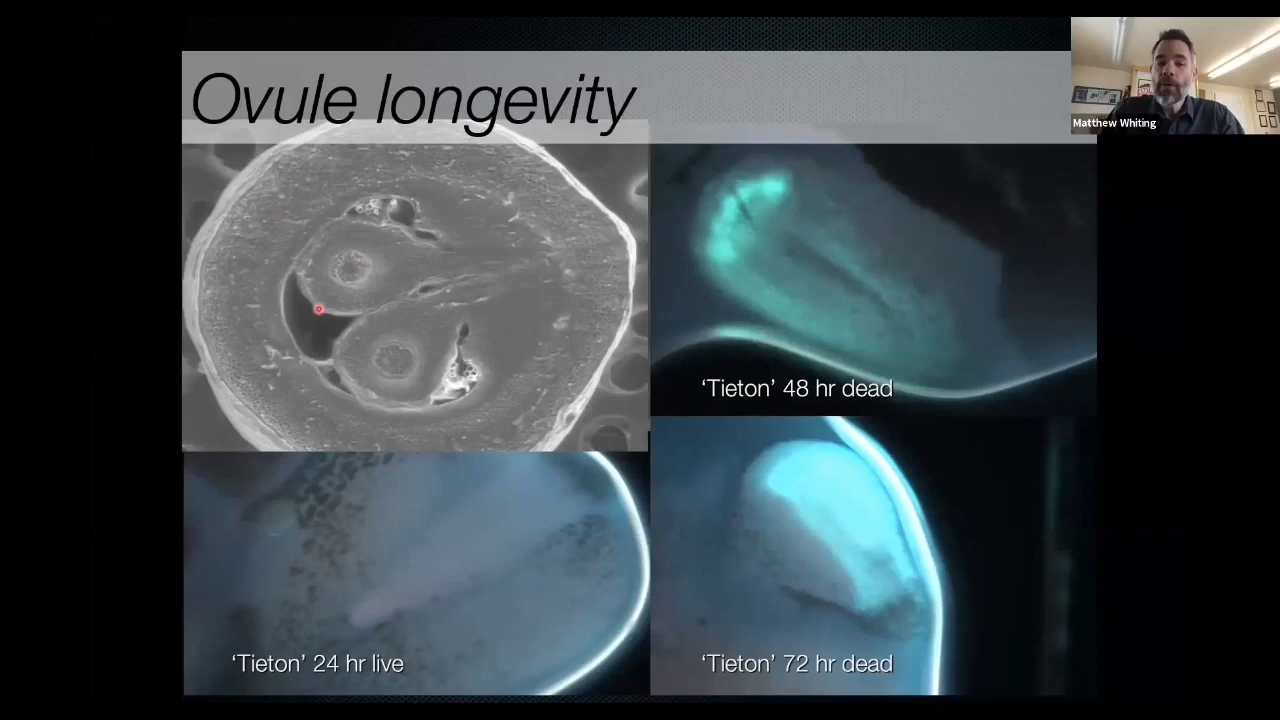 Ovule longevity
Matthew Whiting
'Tieton' 48 hr dead
'Tieton' 24 hr live
'Tieton' 72 hr dead